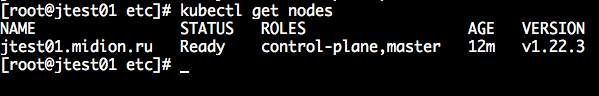 [root@jtest01 etc]# kubectl get nodes
NAME STATUS ROLES AGE VERSION
jtest01.midion.ru Ready control-plane,master 12m v1.22.3
[root@jtest01 etc]# _